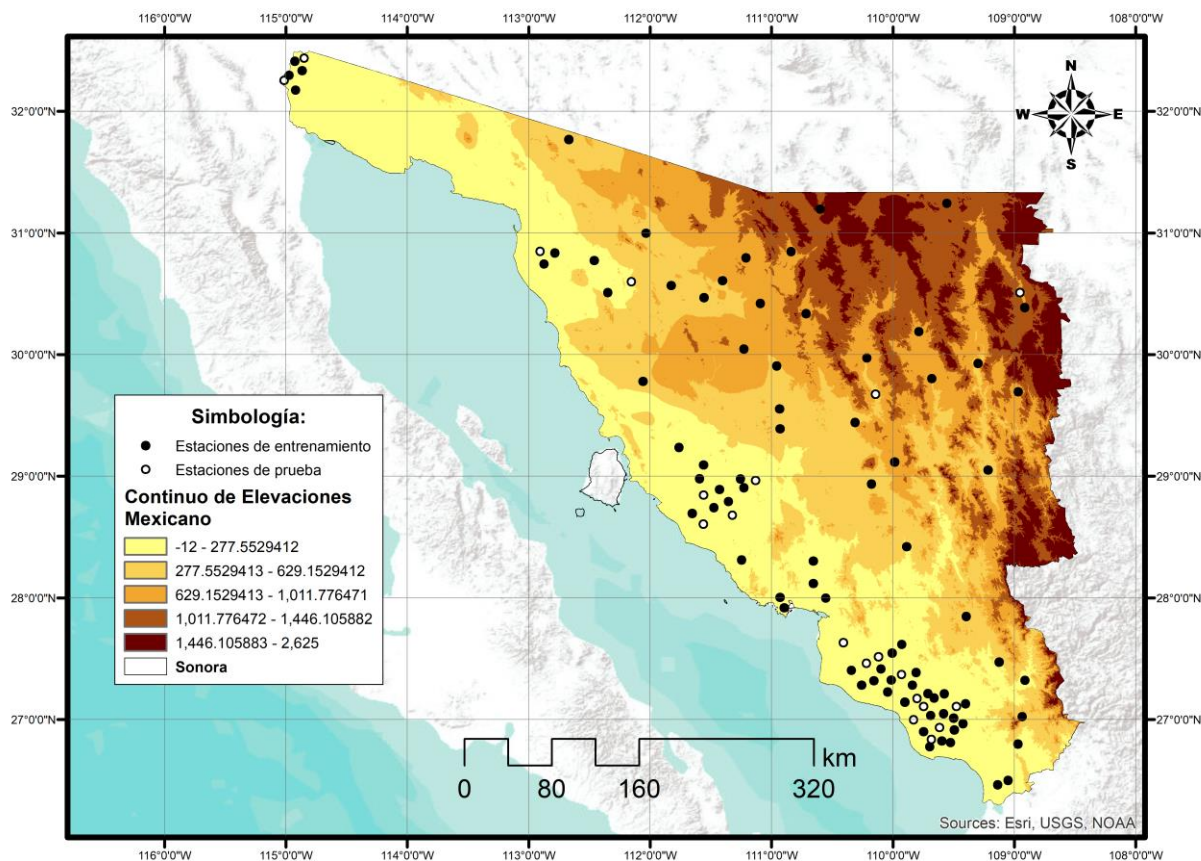 116°0'0"W 115°0'0"W 114°0'0"W 113°0'0"W 112°0'0"W 111°0'0"W 110°0'0"W 109°0'0"W 108°0'0"W
N
W E
S
32°0'0"N 32°0'0"N
31°0'0"N 31°0'0"N
30°0'0"N 30°0'0"N
29°0'0"N 29°0'0"N
28°0'0"N 28°0'0"N
27°0'0"N 27°0'0"N
Simbología:
Estaciones de entrenamiento
Estaciones de prueba
Continuo de Elevaciones
Mexicano
-12 - 277.5529412
277.5529413 - 629.1529412
629.1529413 - 1,011.776471
1,011.776472 - 1,446.105882
1,446.105883 - 2,625
Sonora
km
0 80 160 320
Sources: Esri, USGS, NOAA
116°0'0"W 115°0'0"W 114°0'0"W 113°0'0"W 112°0'0"W 111°0'0"W 110°0'0"W 109°0'0"W 108°0'0"W